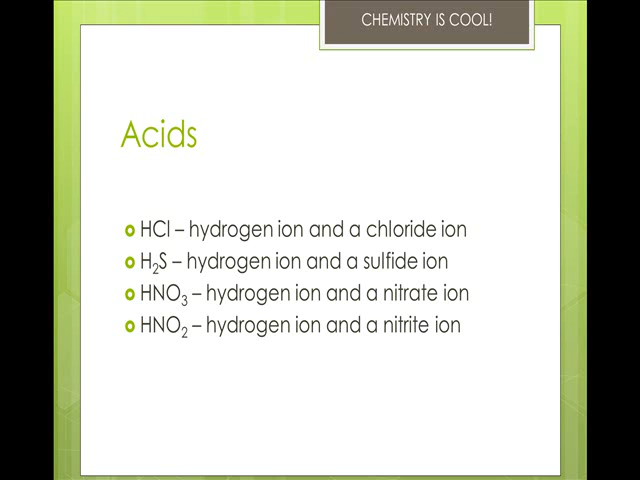 CHEMISTRY IS COOL!
Acids
HCl – hydrogen ion and a chloride ion
H₂S – hydrogen ion and a sulfide ion
HNO₃ – hydrogen ion and a nitrate ion
HNO₂ – hydrogen ion and a nitrite ion